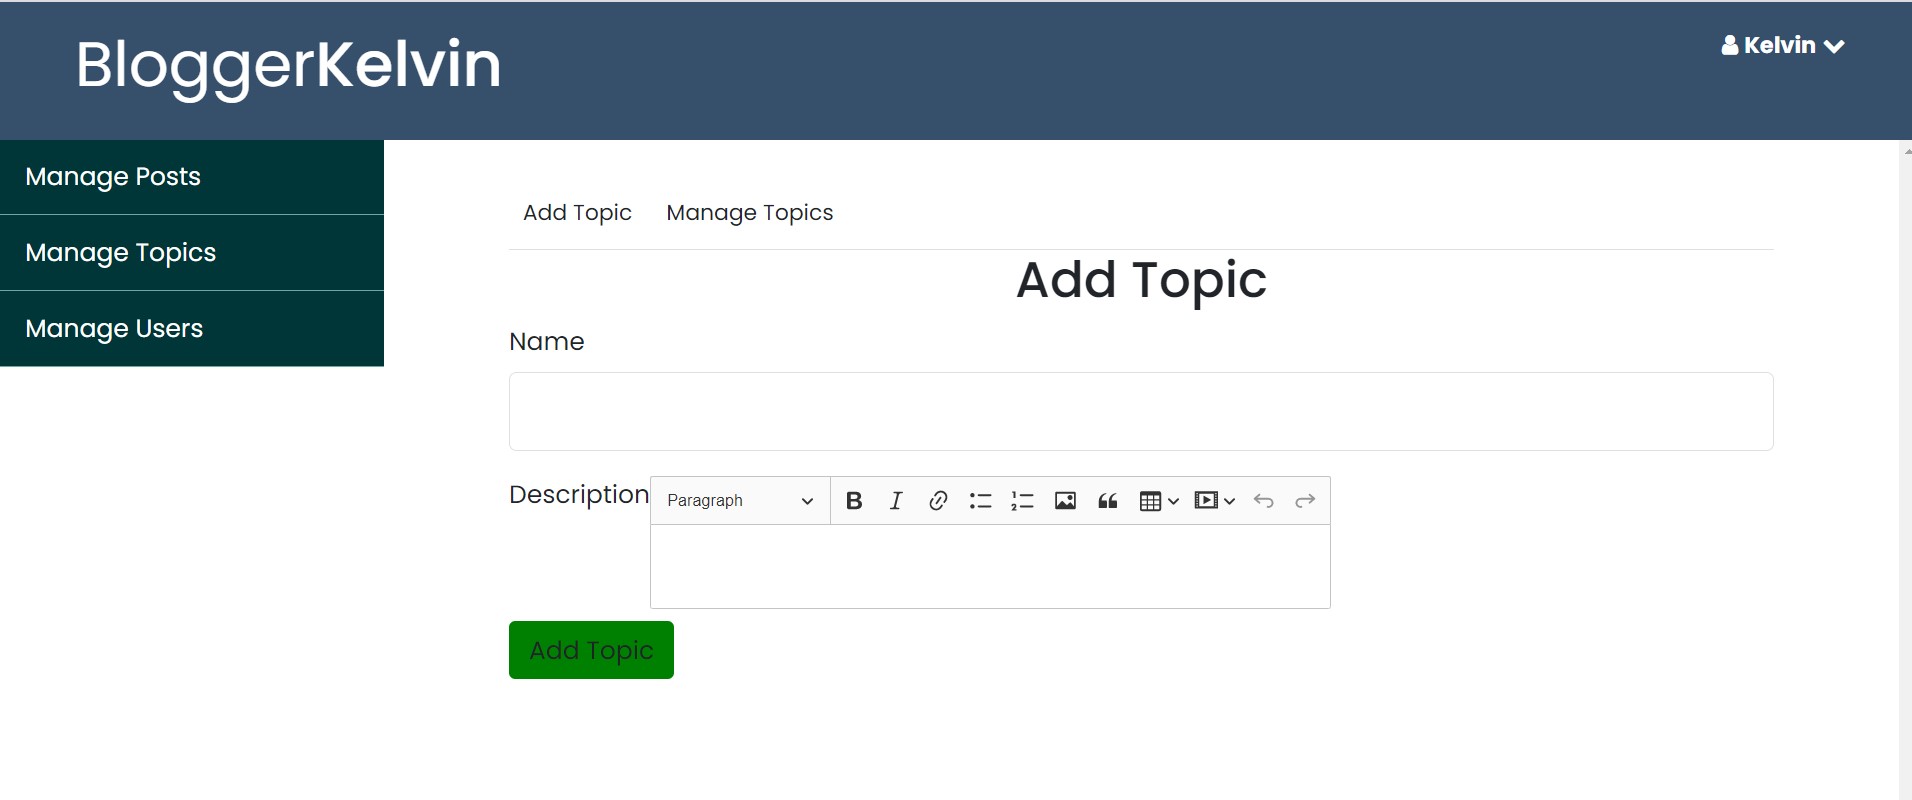 BloggerKelvin
Kelvin
Manage Posts
Manage Topics
Manage Users
Add Topic Manage Topics
Add Topic
Name
Description
Paragraph
Add Topic